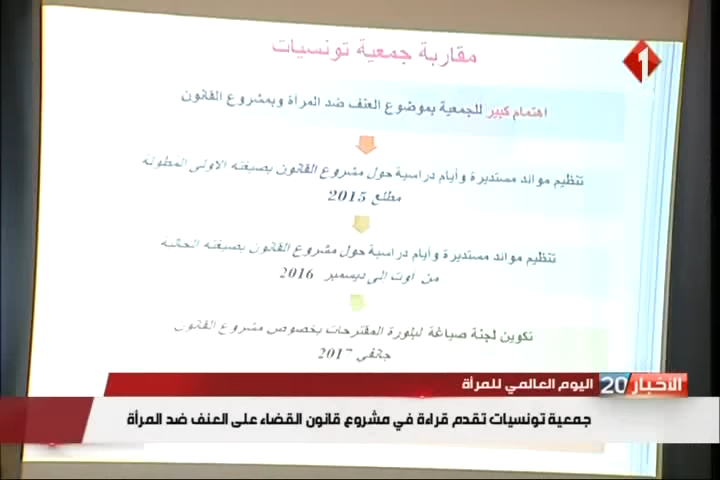 مقاربة جمعية تونسيات
1
اهتمام كبير للجمعية بموضوع العنف ضد المرأة وبمشروع القانون
تنظيم موائد مستديرة وأيام دراسية حول مشروع القانون بصيغته الاولى المطولة
مطلع 2015
تنظيم موائد مستديرة وأيام دراسية حول مشروع القانون بصيغته الحالية
من اوت الى ديسمبر 2016
تكوين لجنة صياغة لبلورة المقترحات بخصوص مشروع القانون
جانفي 2017
الأخبار 20 اليوم العالمي للمرأة
جمعية تونسيات تقدم قراءة في مشروع قانون القضاء على العنف ضد المرأة